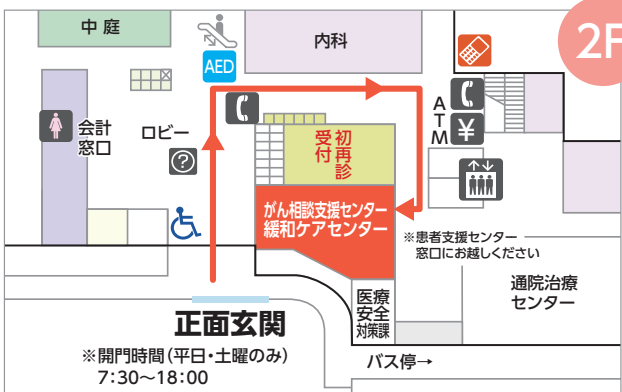 中庭
内科
2F
AED
会計
窓口
ロビー
?
ATM
¥
初再診
受付
がん相談支援センター
緩和ケアセンター
※患者支援センター
窓口にお越しください
通院治療
センター
医療
安全
対策課
正面玄関
※開門時間(平日・土曜のみ)
7:30〜18:00
バス停→